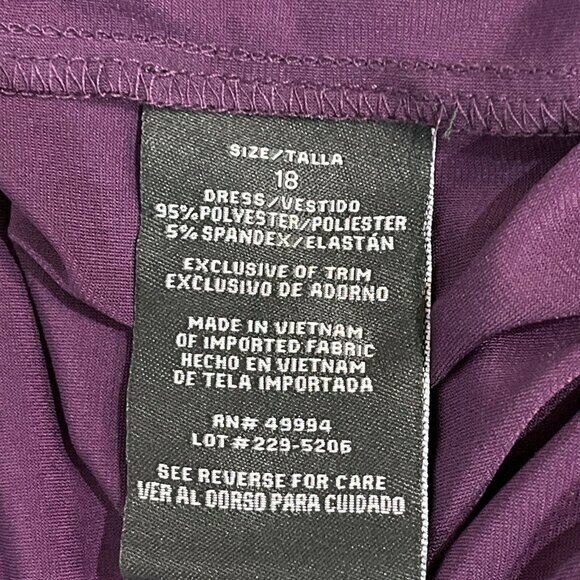 SIZE/TALLA
18
DRESS/VESTIDO
95% POLYESTER/POLIESTER
5% SPANDEX/ELASTÁN
EXCLUSIVE OF TRIM
EXCLUSIVO DE ADORNO
MADE IN VIETNAM
OF IMPORTED FABRIC
HECHO EN VIETNAM
DE TELA IMPORTADA
RN# 49994
LOT # 229-5206
SEE REVERSE FOR CARE
VER AL DORSO PARA CUIDADO